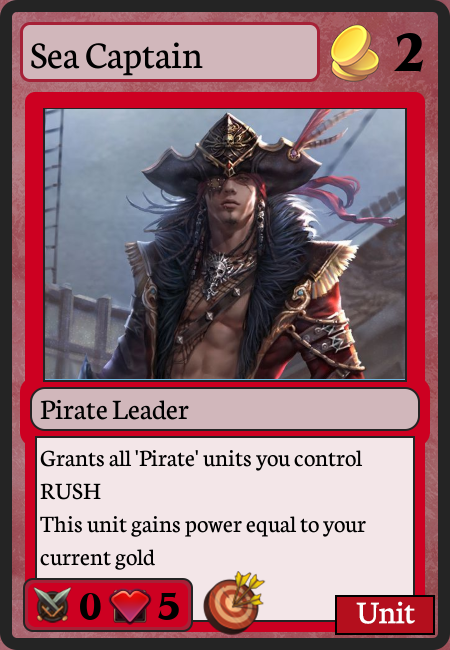 Sea Captain
2
Pirate Leader
Grants all 'Pirate' units you control
RUSH
This unit gains power equal to your
current gold
0 5
Unit